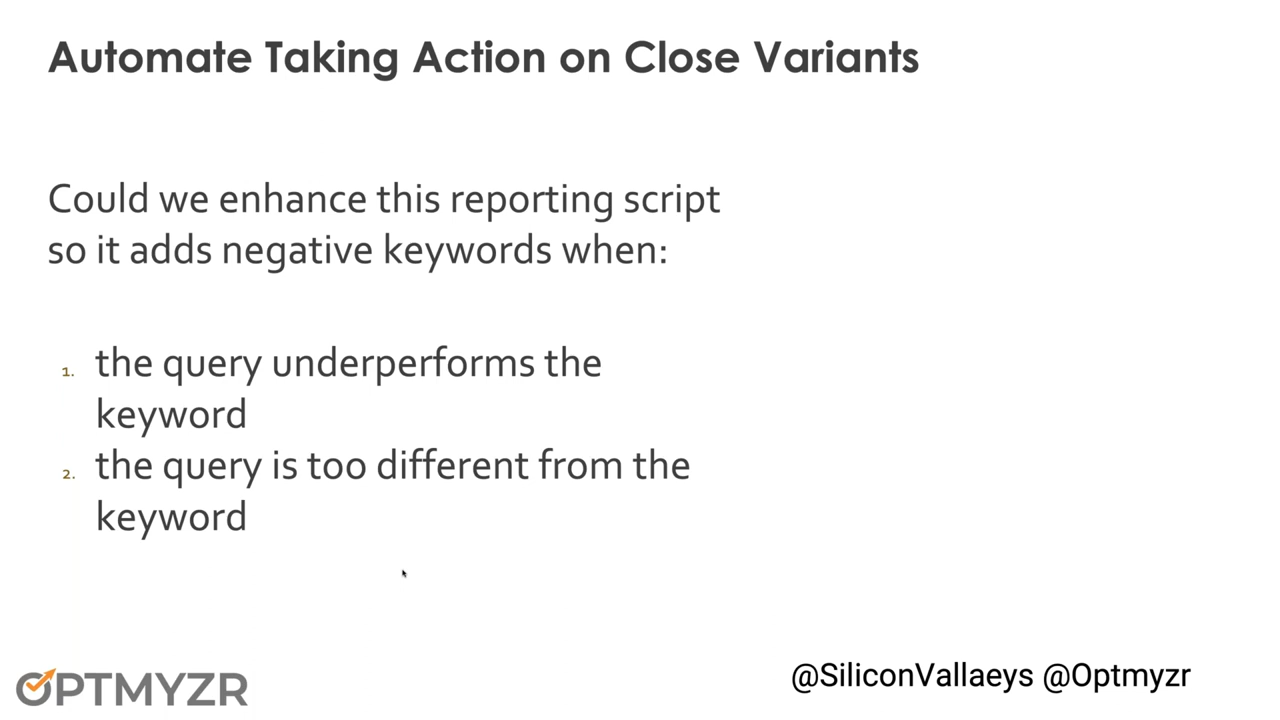 Automate Taking Action on Close Variants
Could we enhance this reporting script
so it adds negative keywords when:
1. the query underperforms the
keyword
2. the query is too different from the
keyword
OPTMYZR
@SiliconVallaeys @Optmyzr